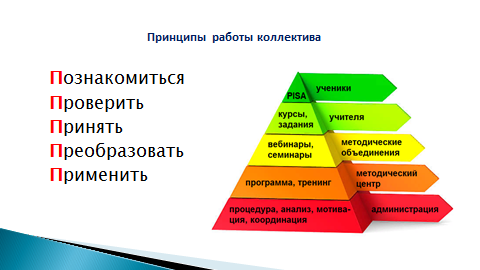 Принципы работы коллектива
Познакомиться
Проверить
Принять
Преобразовать
Применить
PISA
ученики
курсы,
задания
учителя
вебинары,
семинары
методические
объединения
программа, тренинг
методический
центр
процедура, анализ, мотива-
ция, координация
администрация